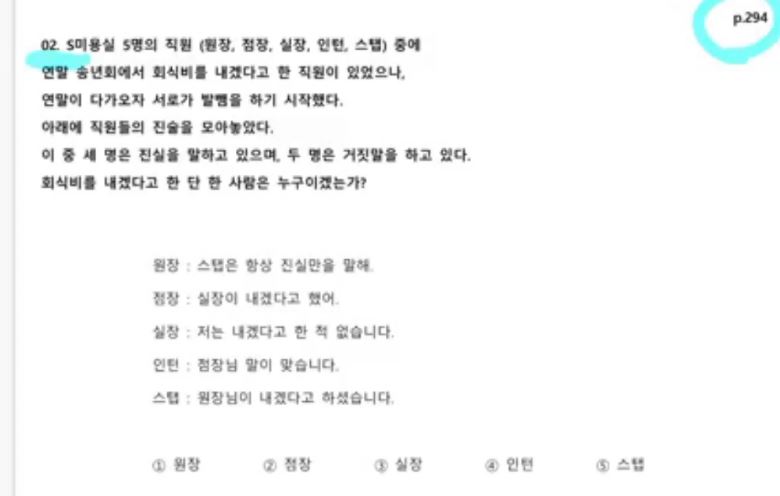 p.294
02. S미용실 5명의 직원 (원장, 점장, 실장, 인턴, 스탭) 중에
연말 송년회에서 회식비를 내겠다고 한 직원이 있었으나,
연말이 다가오자 서로가 발뺌을 하기 시작했다.
아래에 직원들의 진술을 모아놓았다.
이 중 세 명은 진실을 말하고 있으며, 두 명은 거짓말을 하고 있다.
회식비를 내겠다고 한 단 한 사람은 누구이겠는가?
원장 : 스탭은 항상 진실만을 말해.
점장 : 실장이 내겠다고 했어.
실장 : 저는 내겠다고 한 적 없습니다.
인턴 : 점장님 말이 맞습니다.
스탭 : 원장님이 내겠다고 하셨습니다.
① 원장 ② 점장 ③ 실장 ④ 인턴 ⑤ 스탭